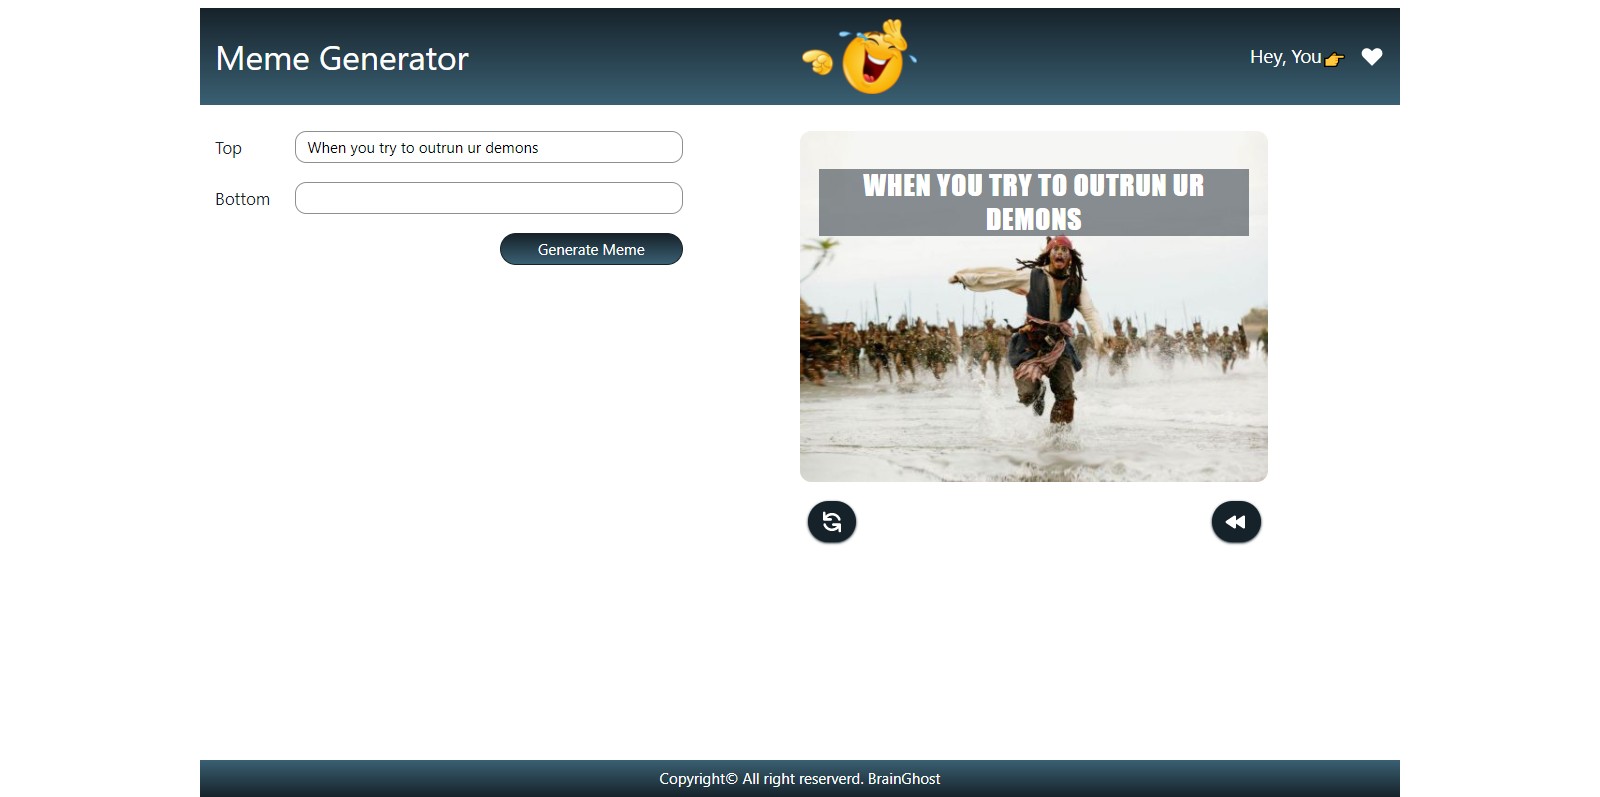 Meme Generator
Hey, You👉
Top
When you try to outrun ur demons
Bottom
Generate Meme
WHEN YOU TRY TO OUTRUN UR
DEMONS
Copyright© All right reserverd. BrainGhost